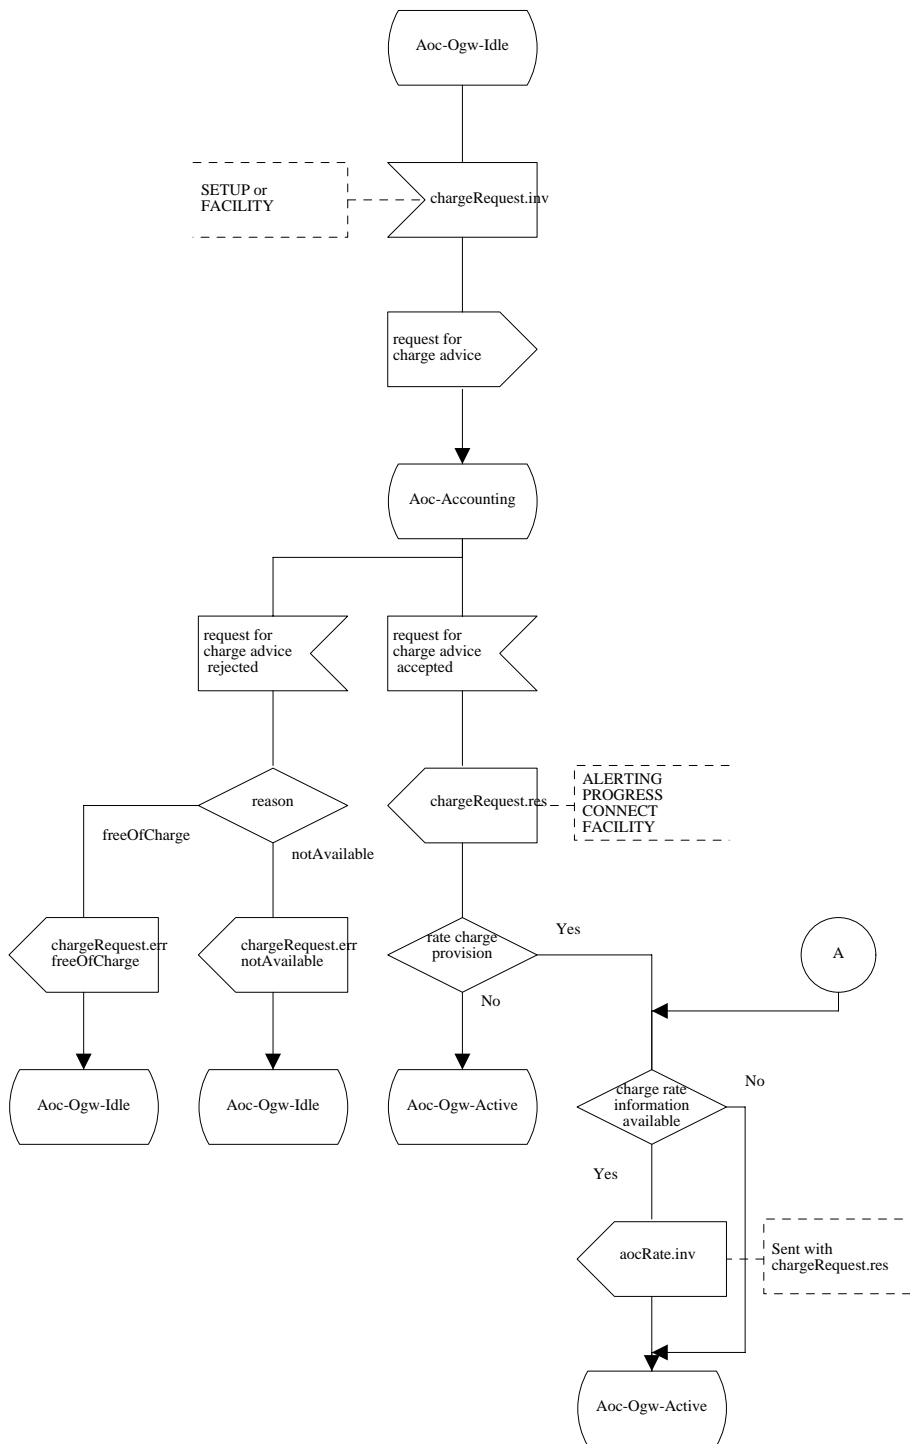 Aoc-Ogw-Idle
SETUP or
FACILITY
chargeRequest.inv
request for
charge advice
Aoc-Accounting
request for
charge advice
rejected
request for
charge advice
accepted
reason
chargeRequest.res
ALERTING
PROGRESS
CONNECT
FACILITY
freeOfCharge
notAvailable
chargeRequest.err
freeOfCharge
chargeRequest.err
notAvailable
rate charge
provision
Yes
A
No
Aoc-Ogw-Idle
Aoc-Ogw-Idle
Aoc-Ogw-Active
charge rate
information
available
No
Yes
aocRate.inv
Sent with
chargeRequest.res
Aoc-Ogw-Active